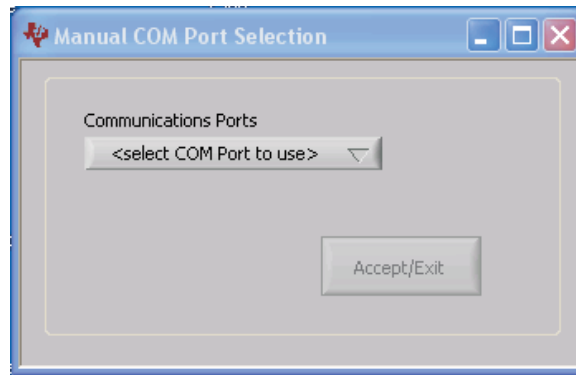 Manual COM Port Selection
Communications Ports
<select COM Port to use>
Accept/Exit